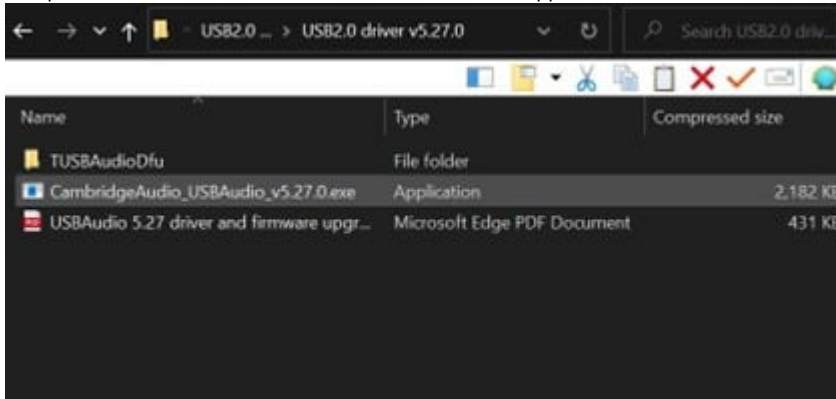 USB2.0 ... > USB2.0 driver v5.27.0 Search USB2.0 driv...
Name Type Compressed size
TUSBAudioDfu File folder
CambridgeAudio_USBAudio_v5.27.0.exe Application 2,182 KB
USBAudio 5.27 driver and firmware upgr... Microsoft Edge PDF Document 431 KB